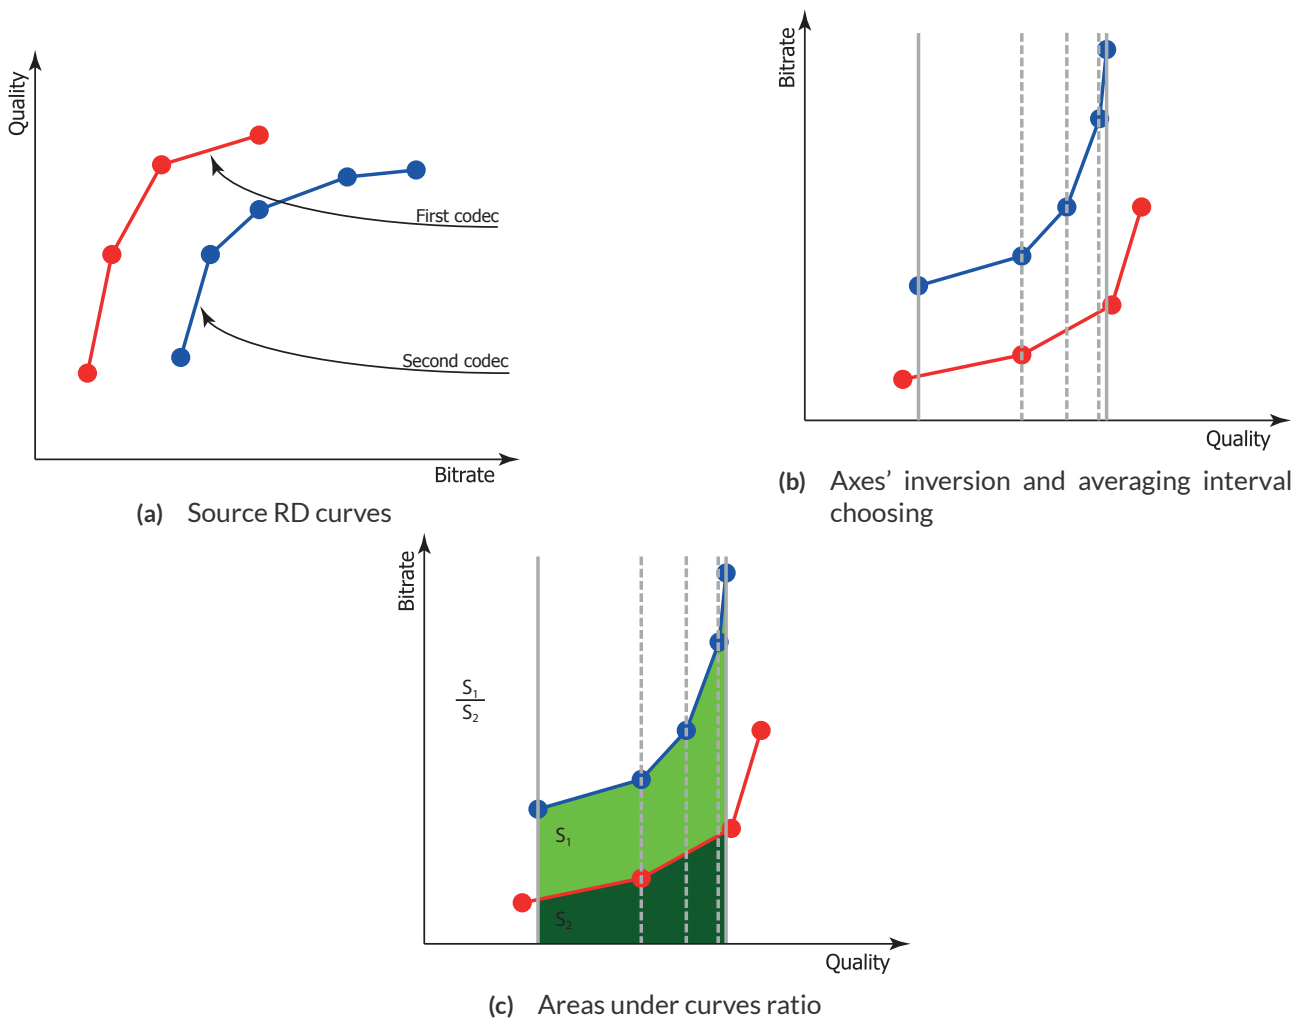 Quality
First codec
Second codec
Bitrate
(a) Source RD curves
Bitrate
Quality
(b) Axes’ inversion and averaging interval
choosing
Bitrate
S₁
S₂
S₁
S₂
Quality
(c) Areas under curves ratio